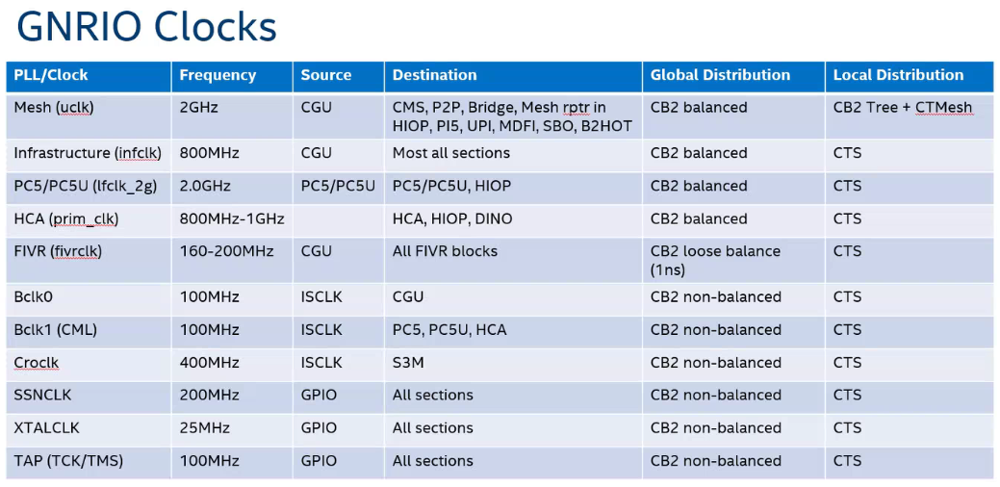 GNRIO Clocks
PLL/Clock Frequency Source Destination Global Distribution Local Distribution
Mesh (uclk) 2GHz CGU CMS, P2P, Bridge, Mesh rptr in CB2 balanced CB2 Tree + CTMesh
HIOP, PI5, UPI, MDFI, SBO, B2HOT
Infrastructure (infclk) 800MHz CGU Most all sections CB2 balanced CTS
PC5/PC5U (lfclk_2g) 2.0GHz PC5/PC5U PC5/PC5U, HIOP CB2 balanced CTS
HCA (prim_clk) 800MHz-1GHz HCA, HIOP, DINO CB2 balanced CTS
FIVR (fivrclk) 160-200MHz CGU All FIVR blocks CB2 loose balance CTS
(1ns)
Bclk0 100MHz ISCLK CGU CB2 non-balanced CTS
Bclk1 (CML) 100MHz ISCLK PC5, PC5U, HCA CB2 non-balanced CTS
Croclk 400MHz ISCLK S3M CB2 non-balanced CTS
SSNCLK 200MHz GPIO All sections CB2 non-balanced CTS
XTALCLK 25MHz GPIO All sections CB2 non-balanced CTS
TAP (TCK/TMS) 100MHz GPIO All sections CB2 non-balanced CTS